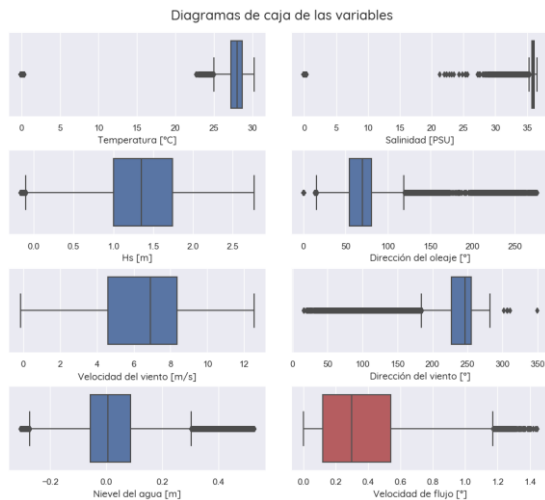 Diagramas de caja de las variables
0 5 10 15 20 25 30
Temperatura [°C]
0 5 10 15 20 25 30 35
Salinidad [PSU]
0.0 0.5 1.0 1.5 2.0 2.5
Hs [m]
0 50 100 150 200 250
Dirección del oleaje [°]
0 2 4 6 8 10 12
Velocidad del viento [m/s]
0 50 100 150 200 250 300 350
Dirección del viento [°]
−0.2 0.0 0.2 0.4
Nievel del agua [m]
0.0 0.2 0.4 0.6 0.8 1.0 1.2 1.4
Velocidad de flujo [°]